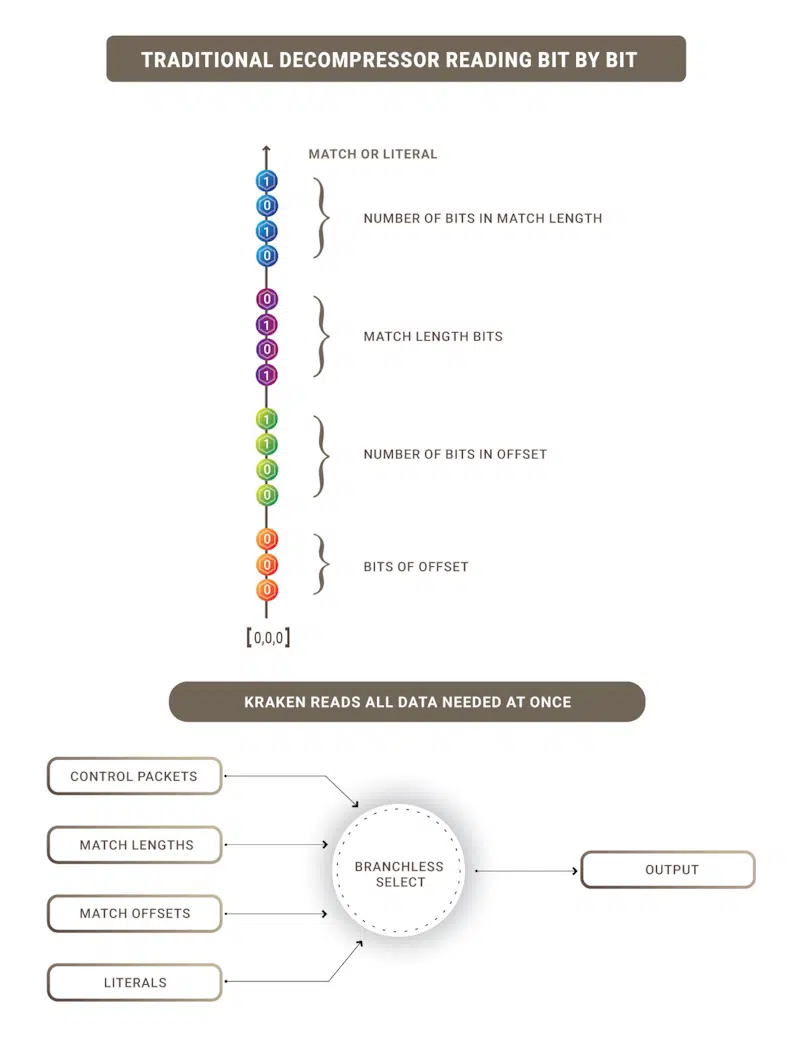 TRADITIONAL DECOMPRESSOR READING BIT BY BIT
MATCH OR LITERAL
1
0
NUMBER OF BITS IN MATCH LENGTH
1
0
0
1
MATCH LENGTH BITS
0
1
1
1
NUMBER OF BITS IN OFFSET
0
0
0
0
BITS OF OFFSET
0
[0,0,0]
KRAKEN READS ALL DATA NEEDED AT ONCE
CONTROL PACKETS
MATCH LENGTHS
MATCH OFFSETS
LITERALS
BRANCHLESS
SELECT
OUTPUT